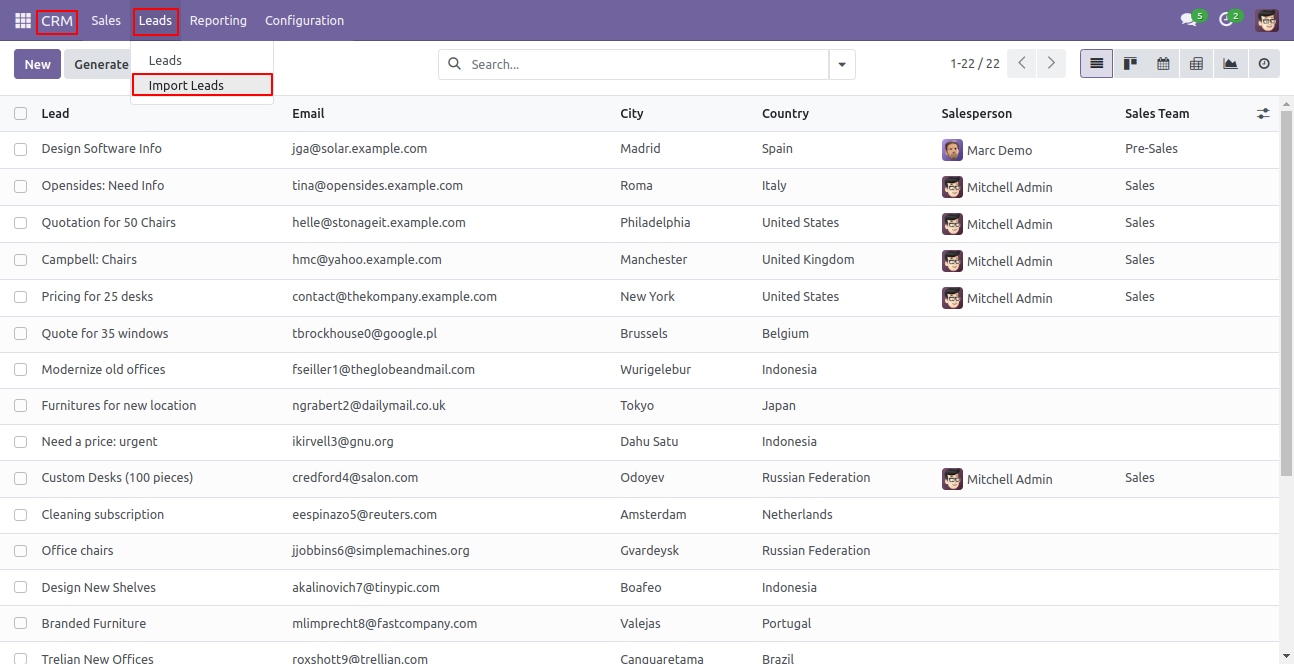 CRM Sales Leads Reporting Configuration 5 2
New Generate Leads Search... 1-22 / 22
Import Leads
Lead Email City Country Salesperson Sales Team
Design Software Info jga@solar.example.com Madrid Spain Marc Demo Pre-Sales
Opensides: Need Info tina@opensides.example.com Roma Italy Mitchell Admin Sales
Quotation for 50 Chairs helle@stonageit.example.com Philadelphia United States Mitchell Admin Sales
Campbell: Chairs hmc@yahoo.example.com Manchester United Kingdom Mitchell Admin Sales
Pricing for 25 desks contact@thekompany.example.com New York United States Mitchell Admin Sales
Quote for 35 windows tbrockhouse0@google.pl Brussels Belgium
Modernize old offices fseiller1@theglobeandmail.com Wurigelebur Indonesia
Furnitures for new location ngrabert2@dailymail.co.uk Tokyo Japan
Need a price: urgent ikirvell3@gnu.org Dahu Satu Indonesia
Custom Desks (100 pieces) credford4@salon.com Odoyev Russian Federation Mitchell Admin Sales
Cleaning subscription eespinazo5@reuters.com Amsterdam Netherlands
Office chairs jjobbins6@simplemachines.org Gvardeysk Russian Federation
Design New Shelves akalinovich7@tinypic.com Boafeo Indonesia
Branded Furniture mlimprecht8@fastcompany.com Valejas Portugal
Trelian New Offices roxshott9@trellian.com Canguaretama Brazil